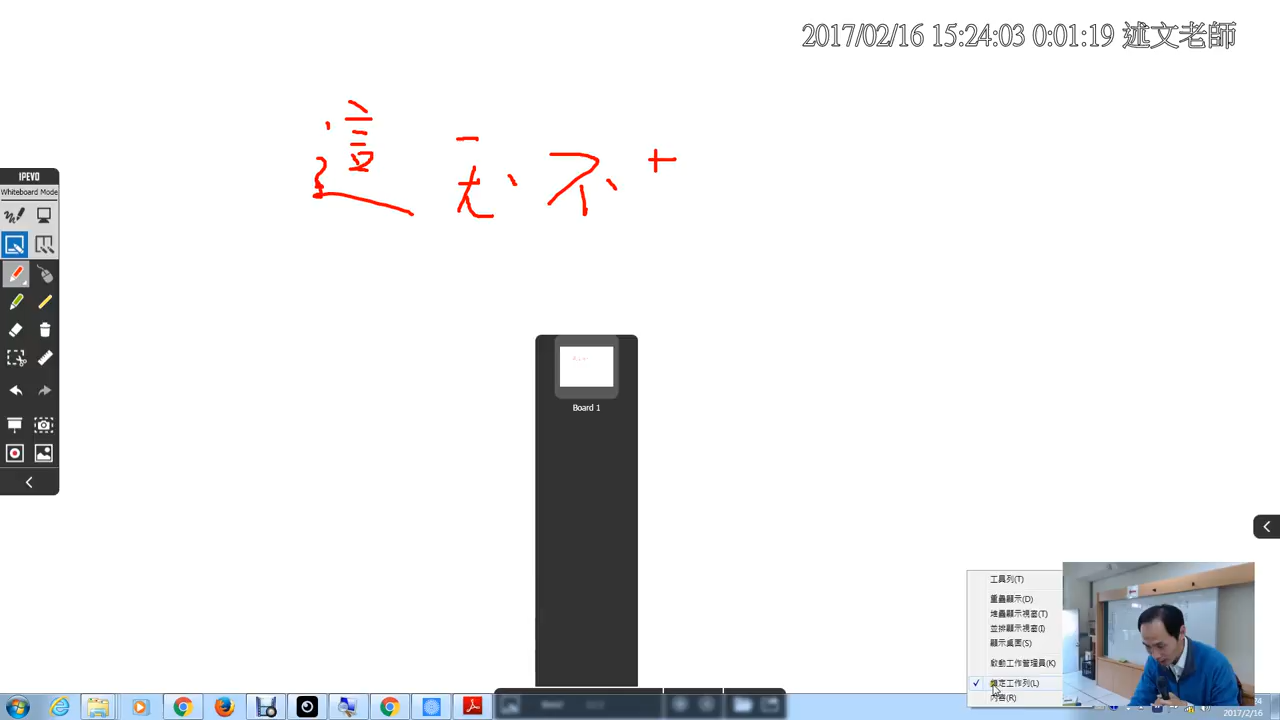 2017/02/16 15:24:03 0:01:19 述文老師
這 不 +
IPEVO
Whiteboard Mode
Board 1
工具列(T)
重疊顯示(D)
堆疊顯示視窗(T)
並排顯示視窗(I)
顯示桌面(S)
啟動工作管理員(K)
定工作列(L)
內容(R)
2017/2/16